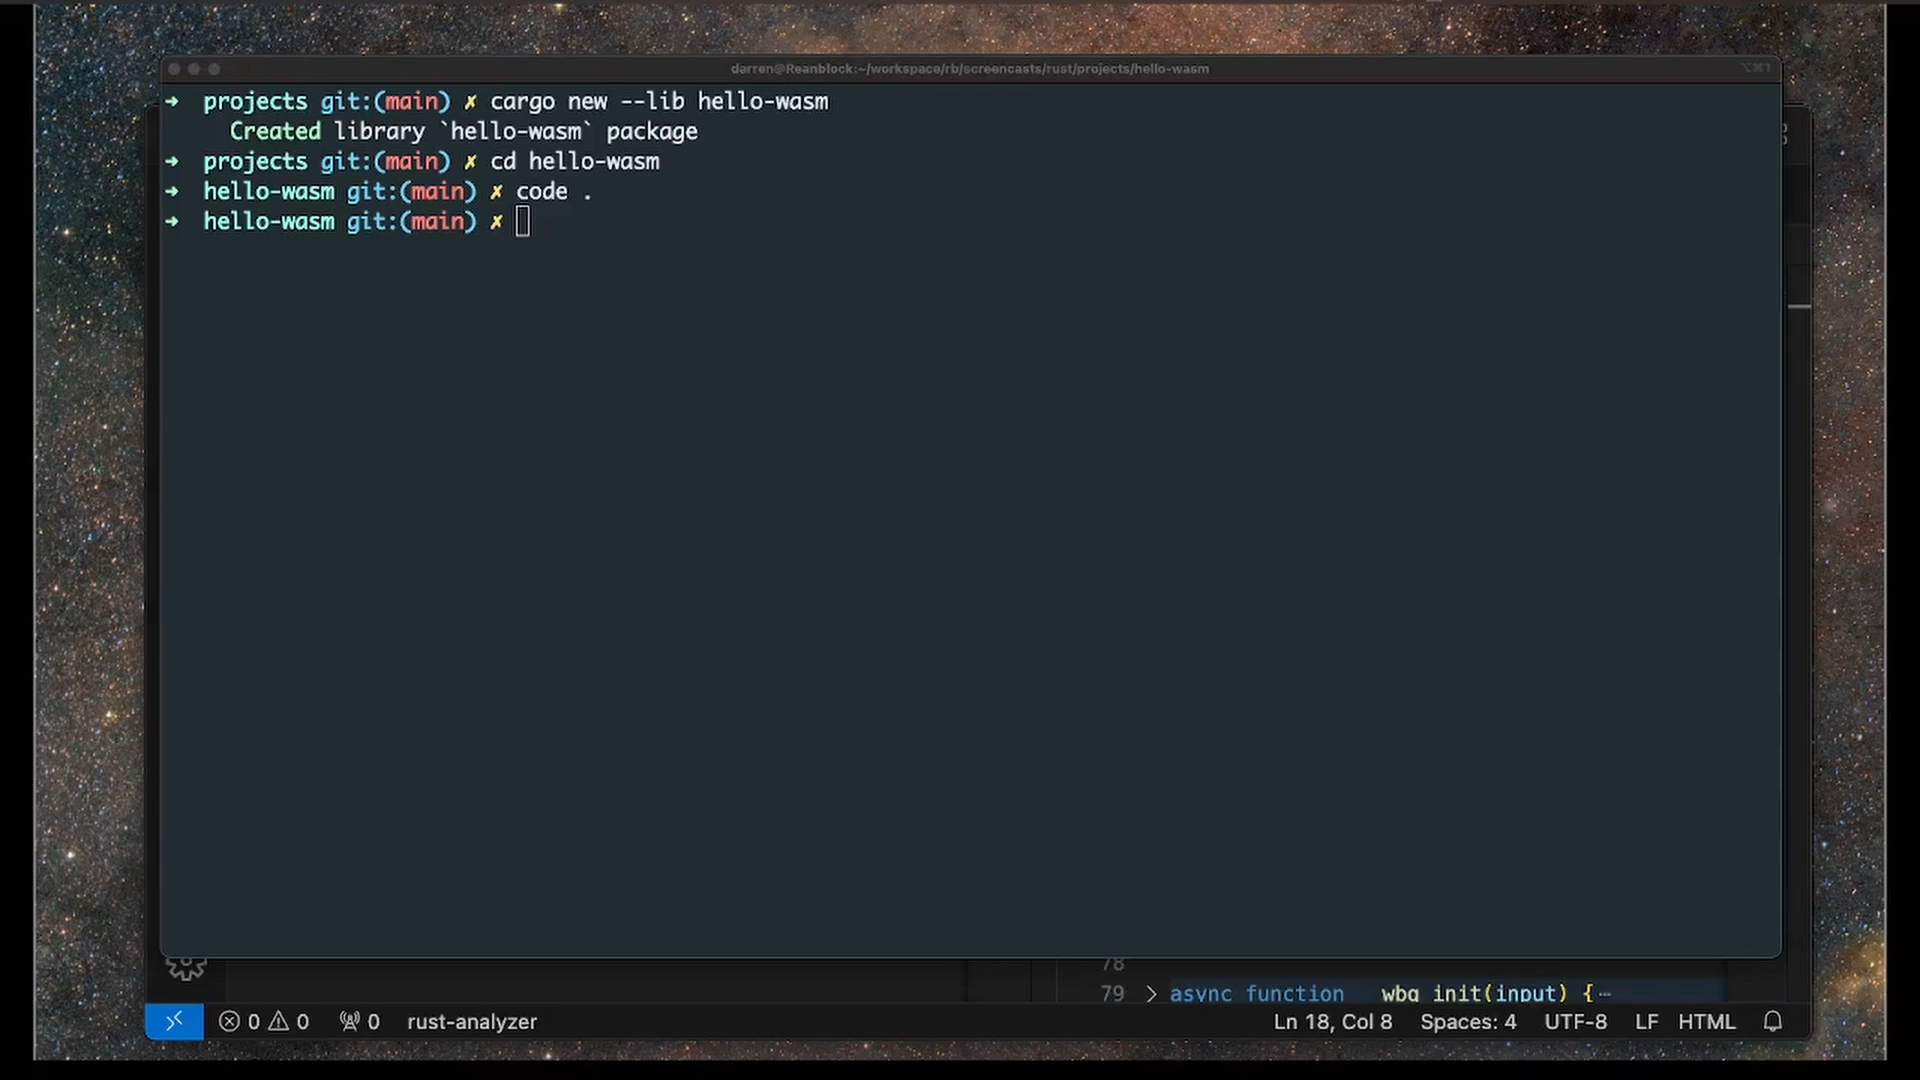 darren@Reanblock:~/workspace/rb/screencasts/rust/projects/hello-wasm
⌥⌘1
➜ projects git:(main) ✗ cargo new --lib hello-wasm
Created library `hello-wasm` package
➜ projects git:(main) ✗ cd hello-wasm
➜ hello-wasm git:(main) ✗ code .
➜ hello-wasm git:(main) ✗
78
79 async function wbg init(input) {
0 0 0 rust-analyzer Ln 18, Col 8 Spaces: 4 UTF-8 LF HTML